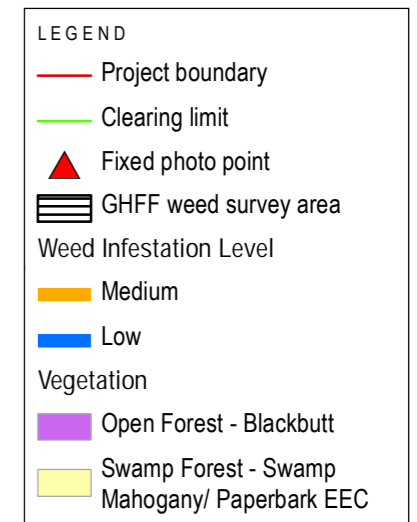 LEGEND
Project boundary
Clearing limit
Fixed photo point
GHFF weed survey area
Weed Infestation Level
Medium
Low
Vegetation
Open Forest - Blackbutt
Swamp Forest - Swamp
Mahogany/ Paperbark EEC